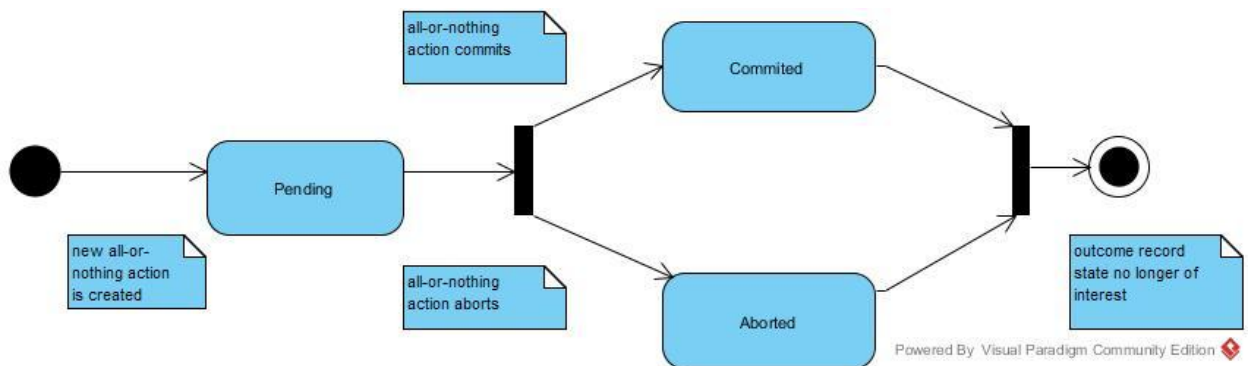 all-or-nothing
action commits
Commited
Pending
new all-or-
nothing action
is created
all-or-nothing
action aborts
Aborted
outcome record
state no longer of
interest
Powered By Visual Paradigm Community Edition